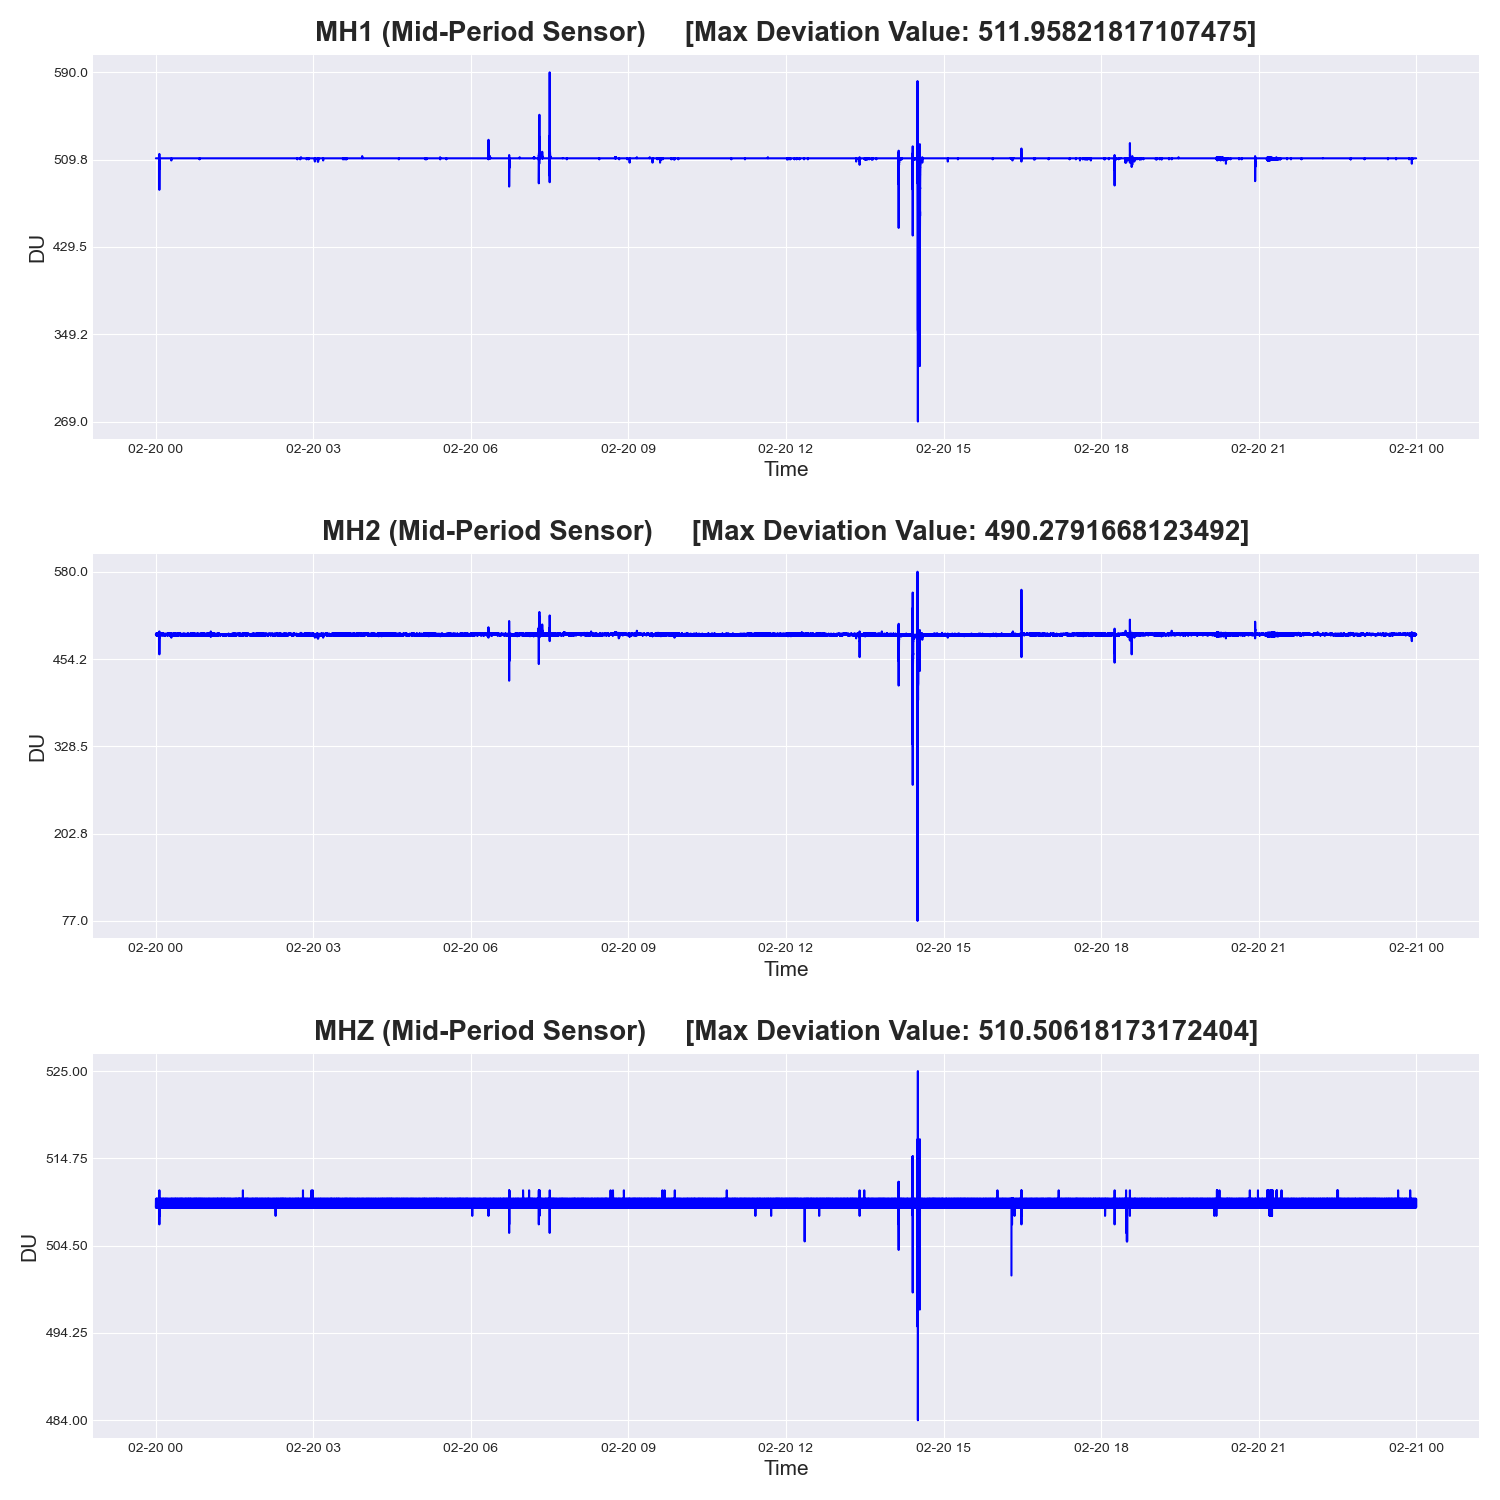 MH1 (Mid-Period Sensor)     [Max Deviation Value: 511.95821817107475]
590.0
509.8
429.5
349.2
269.0
DU
02-20 00 02-20 03 02-20 06 02-20 09 02-20 12 02-20 15 02-20 18 02-20 21 02-21 00
Time
MH2 (Mid-Period Sensor)     [Max Deviation Value: 490.2791668123492]
580.0
454.2
328.5
202.8
77.0
DU
02-20 00 02-20 03 02-20 06 02-20 09 02-20 12 02-20 15 02-20 18 02-20 21 02-21 00
Time
MHZ (Mid-Period Sensor)     [Max Deviation Value: 510.50618173172404]
525.00
514.75
504.50
494.25
484.00
DU
02-20 00 02-20 03 02-20 06 02-20 09 02-20 12 02-20 15 02-20 18 02-20 21 02-21 00
Time